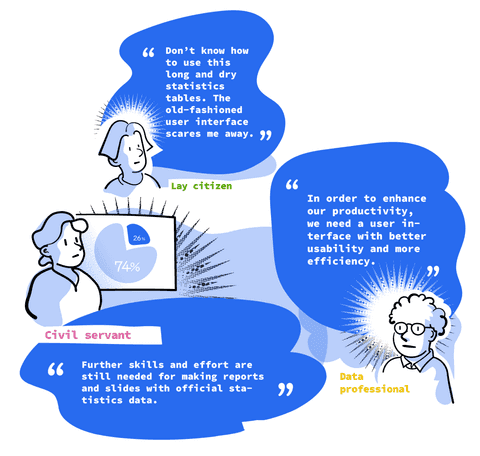 “ Don’t know how
to use this
long and dry
statistics
tables. The
old-fashioned
user interface
scares me away. ”
Lay citizen
“ In order to enhance
our productivity,
we need a user in-
terface with better
usability and more
efficiency. ”
26%
74%
Civil servant
“ Further skills and effort are
still needed for making reports
and slides with official sta-
tistics data. ”
Data
professional